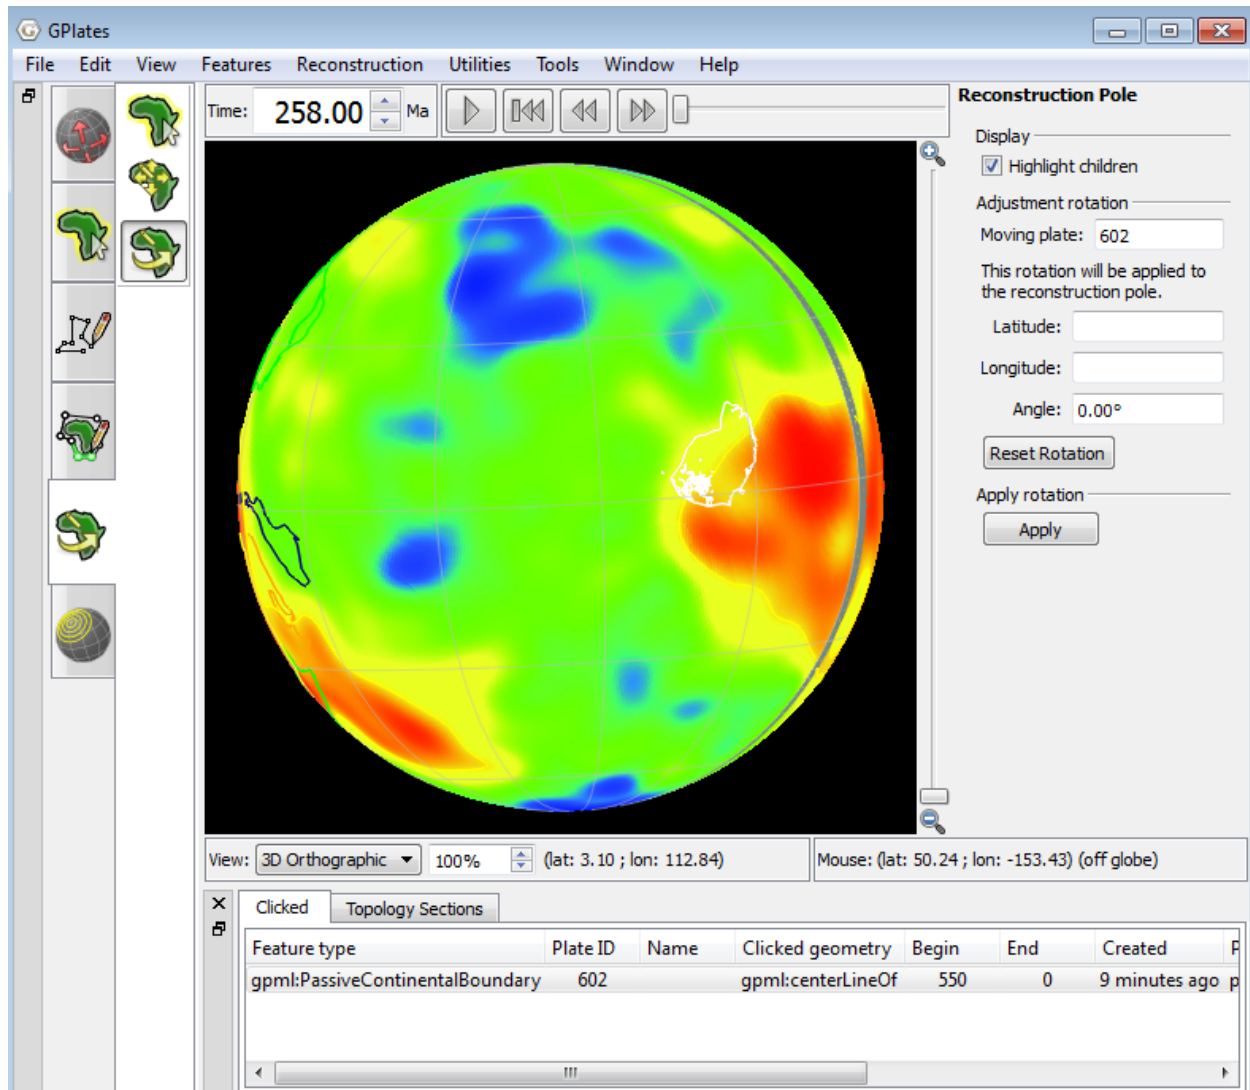 GPlates
File Edit View Features Reconstruction Utilities Tools Window Help
Time: 258.00 Ma
Reconstruction Pole
Display
Highlight children
Adjustment rotation
Moving plate: 602
This rotation will be applied to
the reconstruction pole.
Latitude:
Longitude:
Angle: 0.00°
Reset Rotation
Apply rotation
Apply
View: 3D Orthographic 100% (lat: 3.10 ; lon: 112.84) Mouse: (lat: 50.24 ; lon: -153.43) (off globe)
Clicked Topology Sections
Feature type Plate ID Name Clicked geometry Begin End Created P
gpml:PassiveContinentalBoundary 602 gpml:centerLineOf 550 0 9 minutes ago p